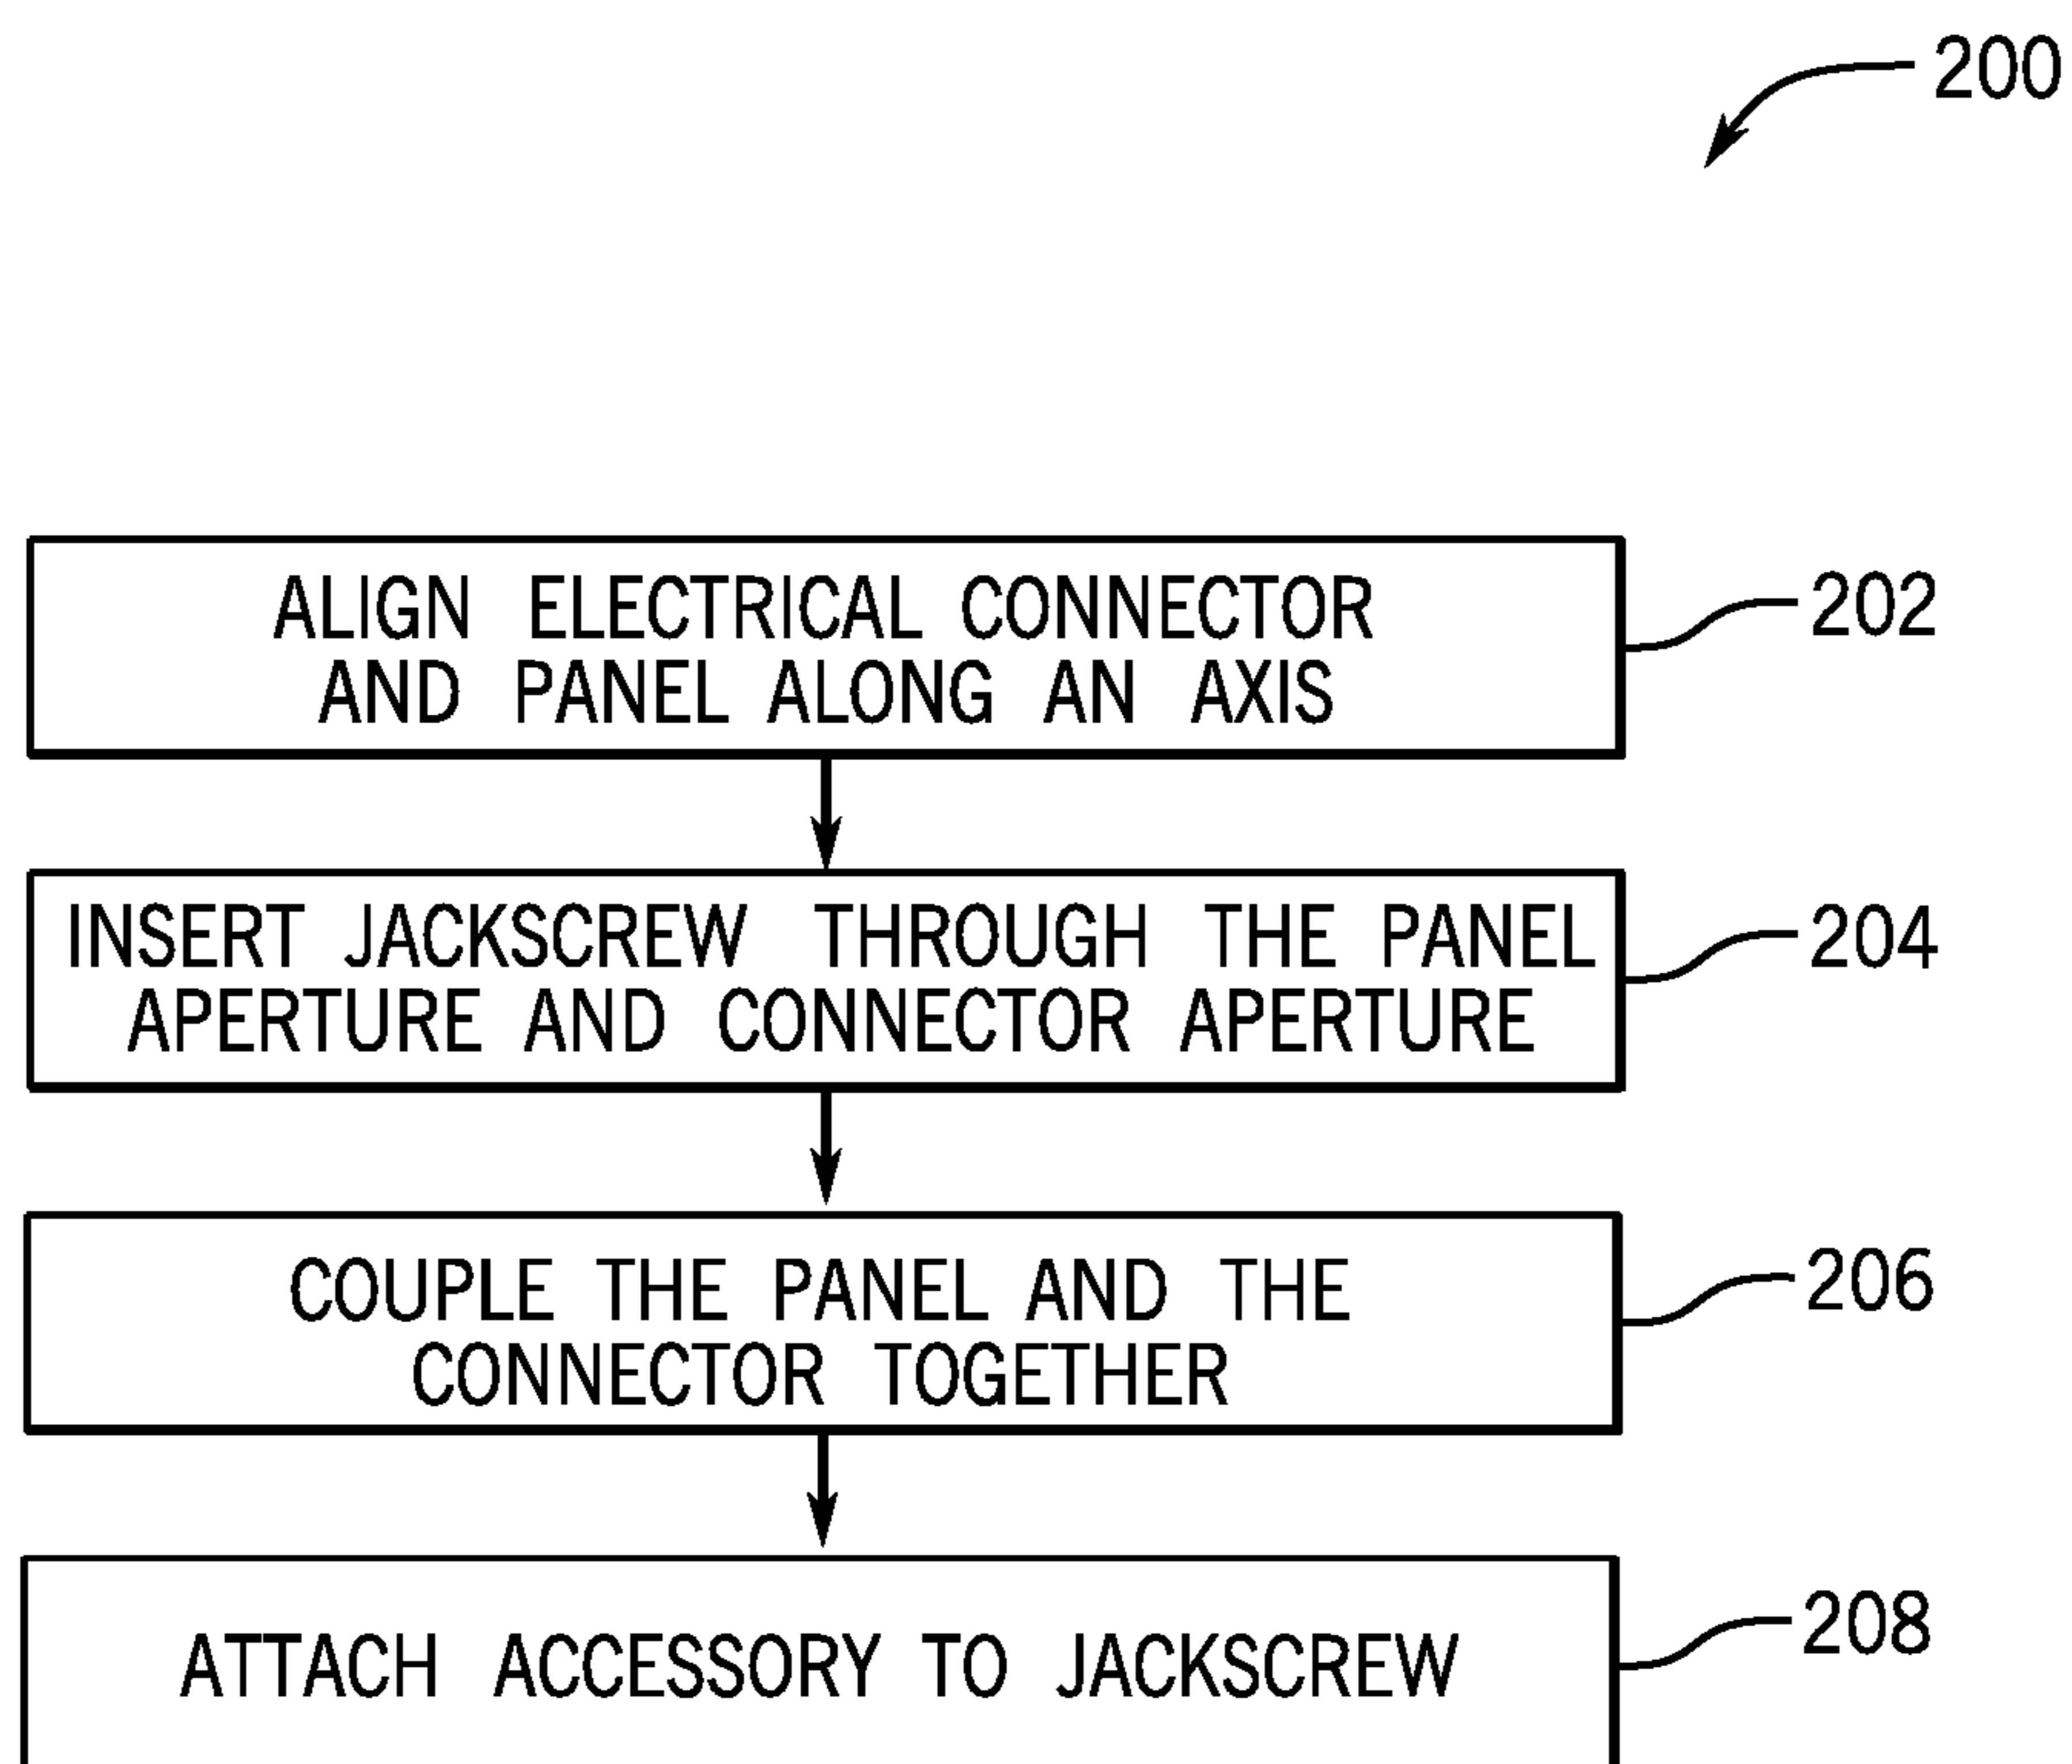 200
ALIGN ELECTRICAL CONNECTOR
AND PANEL ALONG AN AXIS
202
INSERT JACKSCREW THROUGH THE PANEL
APERTURE AND CONNECTOR APERTURE
204
COUPLE THE PANEL AND THE
CONNECTOR TOGETHER
206
ATTACH ACCESSORY TO JACKSCREW
208